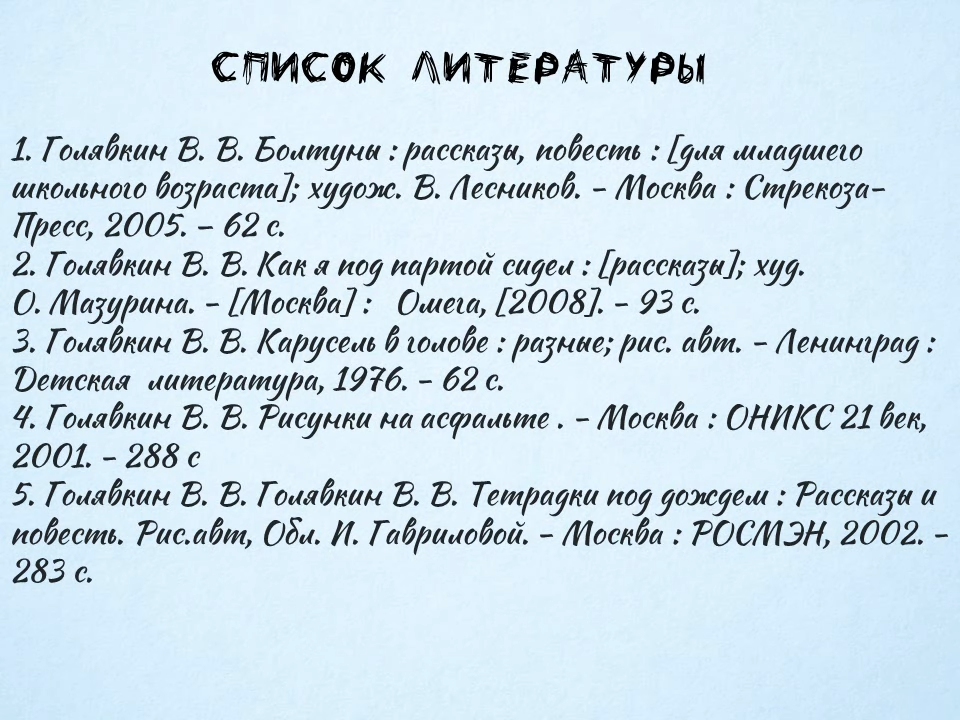 СПИСОК ЛИТЕРАТУРЫ
1. Голявкин В. В. Болтуны : рассказы, повесть : [для младшего
школьного возраста]; худож. В. Лесников. – Москва : Стрекоза–
Пресс, 2005. – 62 с.
2. Голявкин В. В. Как я под партой сидел : [рассказы]; худ.
О. Мазурина. – [Москва] : Омега, [2008]. – 93 с.
3. Голявкин В. В. Карусель в голове : разные; рис. авт. – Ленинград :
Детская литература, 1976. – 62 с.
4. Голявкин В. В. Рисунки на асфальте . – Москва : ОНИКС 21 век,
2001. – 288 с
5. Голявкин В. В. Голявкин В. В. Тетрадки под дождем : Рассказы и
повесть. Рис.авт, Обл. И. Гавриловой. – Москва : РОСМЭН, 2002. –
283 с.